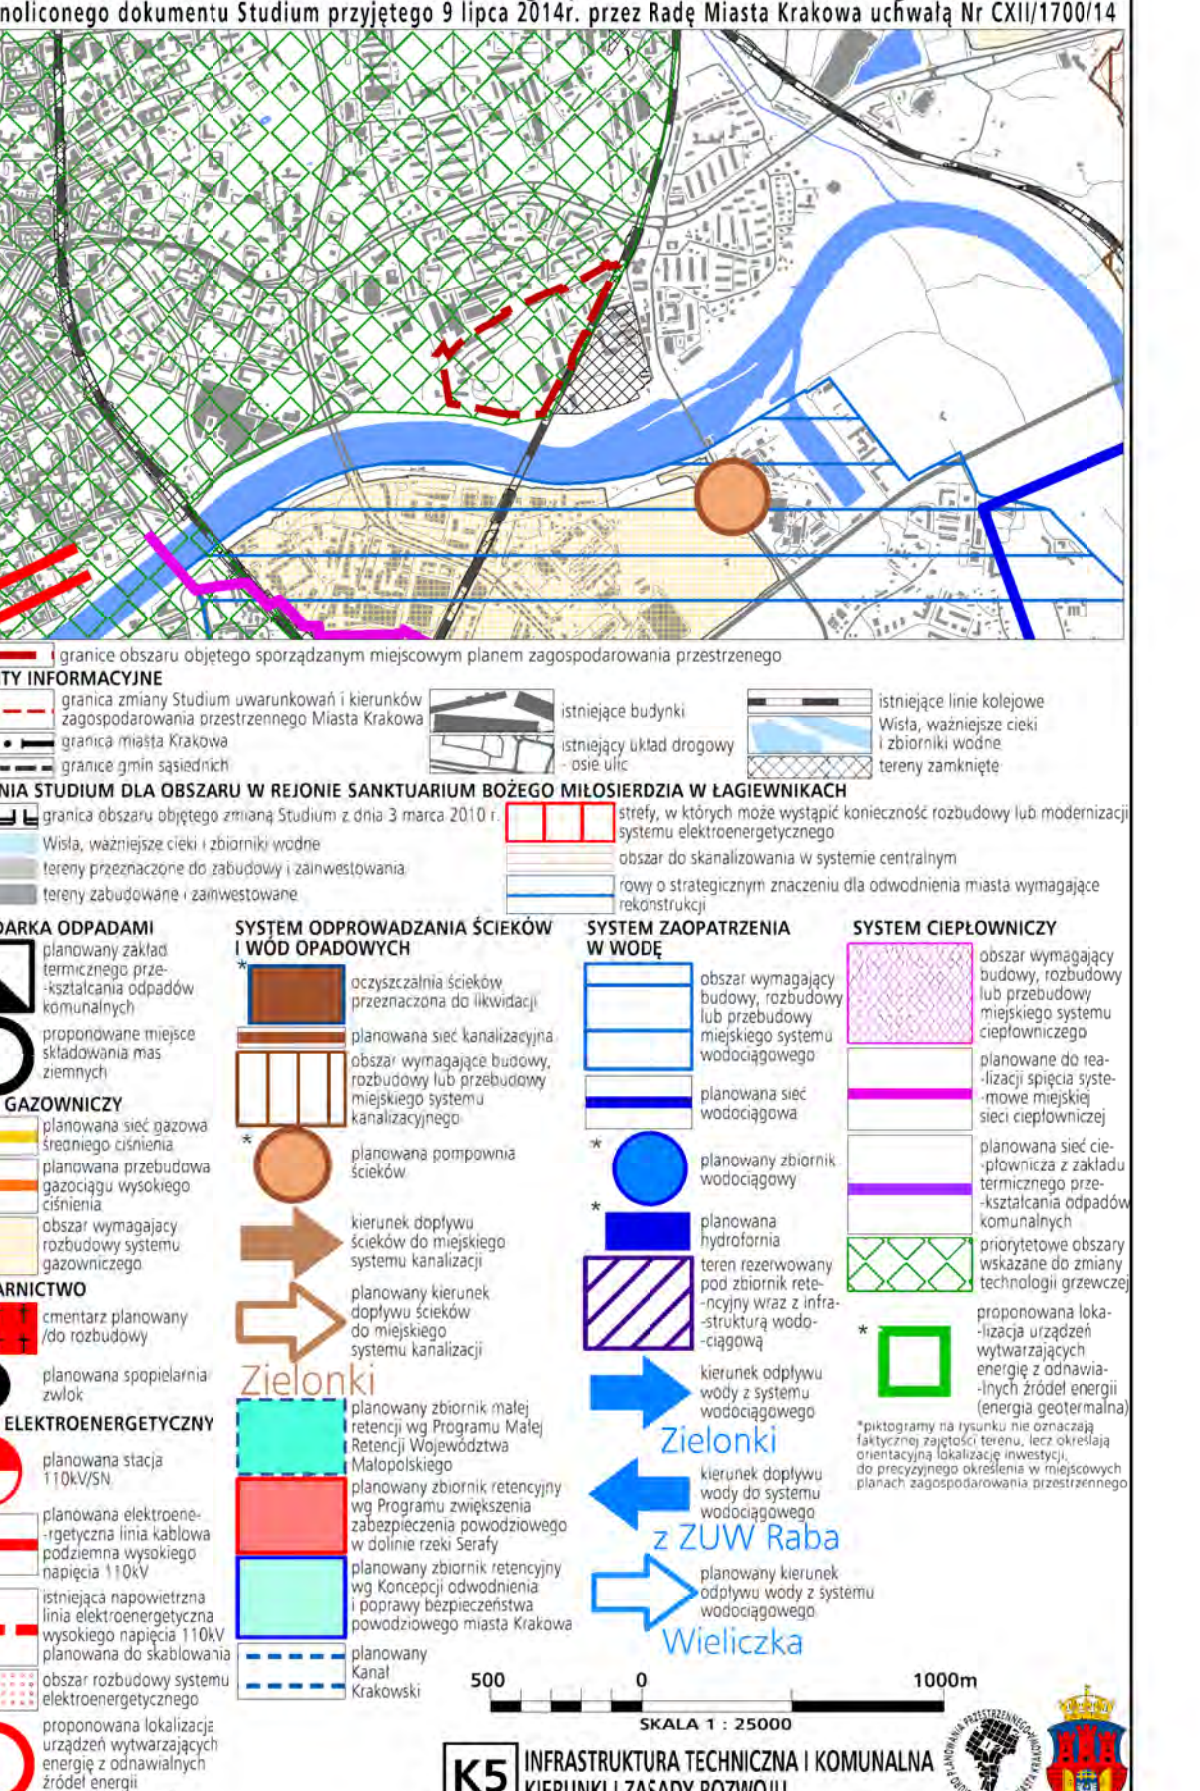 noliconego dokumentu Studium przyjętego 9 lipca 2014r. przez Radę Miasta Krakowa uchwałą Nr CXII/1700/14
granice obszaru objętego sporządzanym miejscowym planem zagospodarowania przestrzenego
TY INFORMACYJNE
granica zmiany Studium uwarunkowań i kierunków
zagospodarowania przestrzennego Miasta Krakowa
granica miasta Krakowa
granice gmin sąsiednich
istniejące budynki
istniejący układ drogowy
- osie ulic
istniejące linie kolejowe
Wisła, ważniejsze cieki
i zbiorniki wodne
tereny zamknięte
NIA STUDIUM DLA OBSZARU W REJONIE SANKTUARIUM BOŻEGO MIŁOSIERDZIA W ŁAGIEWNIKACH
granica obszaru objętego zmianą Studium z dnia 3 marca 2010 r.
Wisła, ważniejsze cieki i zbiorniki wodne
tereny przeznaczone do zabudowy i zainwestowania
tereny zabudowane i zainwestowane
strefy, w których może wystąpić konieczność rozbudowy lub modernizacji
systemu elektroenergetycznego
obszar do skanalizowania w systemie centralnym
rowy o strategicznym znaczeniu dla odwodnienia miasta wymagające
rekonstrukcji
DARKA ODPADAMI
planowany zakład
termicznego prze-
-kształcania odpadów
komunalnych
proponowane miejsce
składowania mas
ziemnych
GAZOWNICZY
planowana sieć gazowa
średniego ciśnienia
planowana przebudowa
gazociągu wysokiego
ciśnienia
obszar wymagający
rozbudowy systemu
gazowniczego
ARNICTWO
cmentarz planowany
/do rozbudowy
planowana spopielarnia
zwłok
ELEKTROENERGETYCZNY
planowana stacja
110kV/SN
planowana elektroene-
-rgetyczna linia kablowa
podziemna wysokiego
napięcia 110kV
istniejąca napowietrzna
linia elektroenergetyczna
wysokiego napięcia 110kV
planowana do skablowania
obszar rozbudowy systemu
elektroenergetycznego
proponowana lokalizacja
urządzeń wytwarzających
energię z odnawialnych
źródeł energii
SYSTEM ODPROWADZANIA ŚCIEKÓW
I WÓD OPADOWYCH
*
oczyszczalnia ścieków
przeznaczona do likwidacji
planowana sieć kanalizacyjna
obszar wymagające budowy,
rozbudowy lub przebudowy
miejskiego systemu
kanalizacyjnego
*
planowana pompownia
ścieków
kierunek dopływu
ścieków do miejskiego
systemu kanalizacji
planowany kierunek
dopływu ścieków
do miejskiego
systemu kanalizacji
Zielonki
planowany zbiornik małej
retencji wg Programu Małej
Retencji Województwa
Małopolskiego
planowany zbiornik retencyjny
wg Programu zwiększenia
zabezpieczenia powodziowego
w dolinie rzeki Serafy
planowany zbiornik retencyjny
wg Koncepcji odwodnienia
i poprawy bezpieczeństwa
powodziowego miasta Krakowa
planowany
Kanał
Krakowski
SYSTEM ZAOPATRZENIA
W WODĘ
obszar wymagający
budowy, rozbudowy
lub przebudowy
miejskiego systemu
wodociągowego
planowana sieć
wodociągowa
*
planowany zbiornik
wodociągowy
*
planowana
hydrofornia
teren rezerwowany
pod zbiornik rete-
-ncyjny wraz z infra-
-strukturą wodo-
-ciągową
kierunek odpływu
wody z systemu
wodociągowego
Zielonki
kierunek dopływu
wody do systemu
wodociągowego
z ZUW Raba
planowany kierunek
odpływu wody z systemu
wodociągowego
Wieliczka
SYSTEM CIEPŁOWNICZY
obszar wymagający
budowy, rozbudowy
lub przebudowy
miejskiego systemu
ciepłowniczego
planowane do rea-
-lizacji spięcia syste-
-mowe miejskiej
sieci ciepłowniczej
planowana sieć cie-
-płownicza z zakładu
termicznego prze-
-kształcania odpadów
komunalnych
priorytetowe obszary
wskazane do zmiany
technologii grzewczej
*
proponowana loka-
-lizacja urządzeń
wytwarzających
energię z odnawia-
-lnych źródeł energii
(energia geotermalna)
*piktogramy na rysunku nie oznaczają
faktycznej zajętości terenu, lecz określają
orientacyjną lokalizację inwestycji,
do precyzyjnego określenia w miejscowych
planach zagospodarowania przestrzennego
500 0 1000m
SKALA 1 : 25000
K5
INFRASTRUKTURA TECHNICZNA I KOMUNALNA
KIERUNKI I ZASADY ROZWOJU